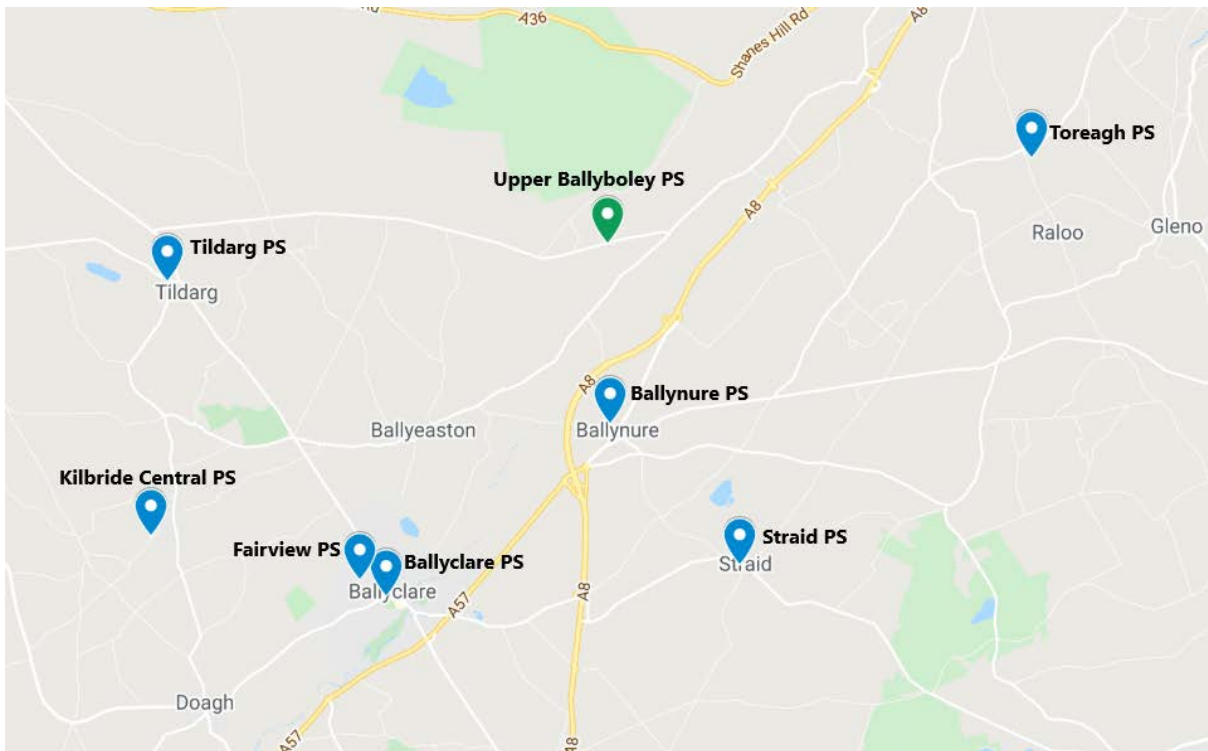 A36
Shanes Hill Rd
A8
Toreagh PS
Upper Ballyboley PS
A8
Raloo
Gleno
Tildarg PS
Tildarg
A8
Ballynure PS
Ballyeaston
Ballynure
Kilbride Central PS
Fairview PS
Ballyclare PS
Straid PS
Straid
Ballyclare
A57
A8
Doagh
A57
A8